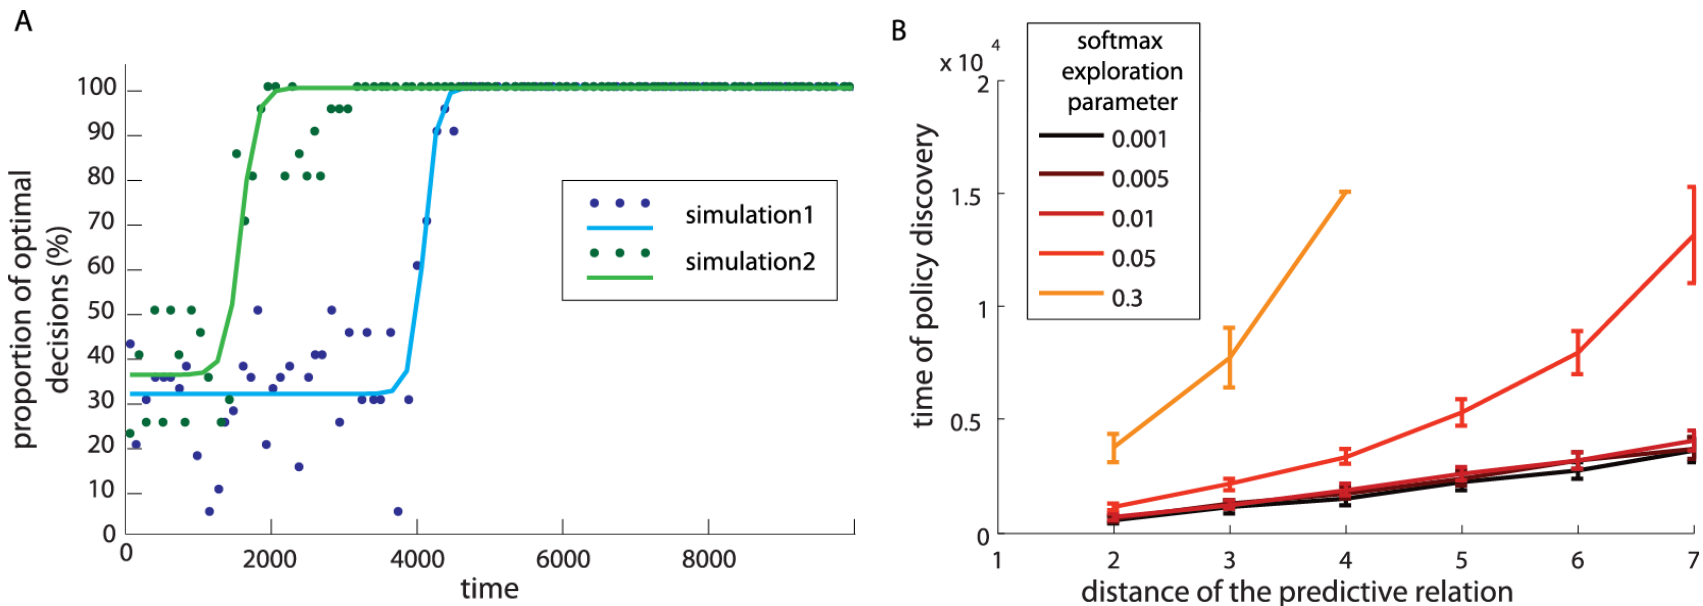 A
proportion of optimal
decisions (%)
100
90
80
70
60
50
40
30
20
10
0
0
2000
4000
6000
8000
time
simulation1
simulation2
B
x 10 4
time of policy discovery
2
1.5
1
0.5
0
1
2
3
4
5
6
7
distance of the predictive relation
softmax
exploration
parameter
0.001
0.005
0.01
0.05
0.3